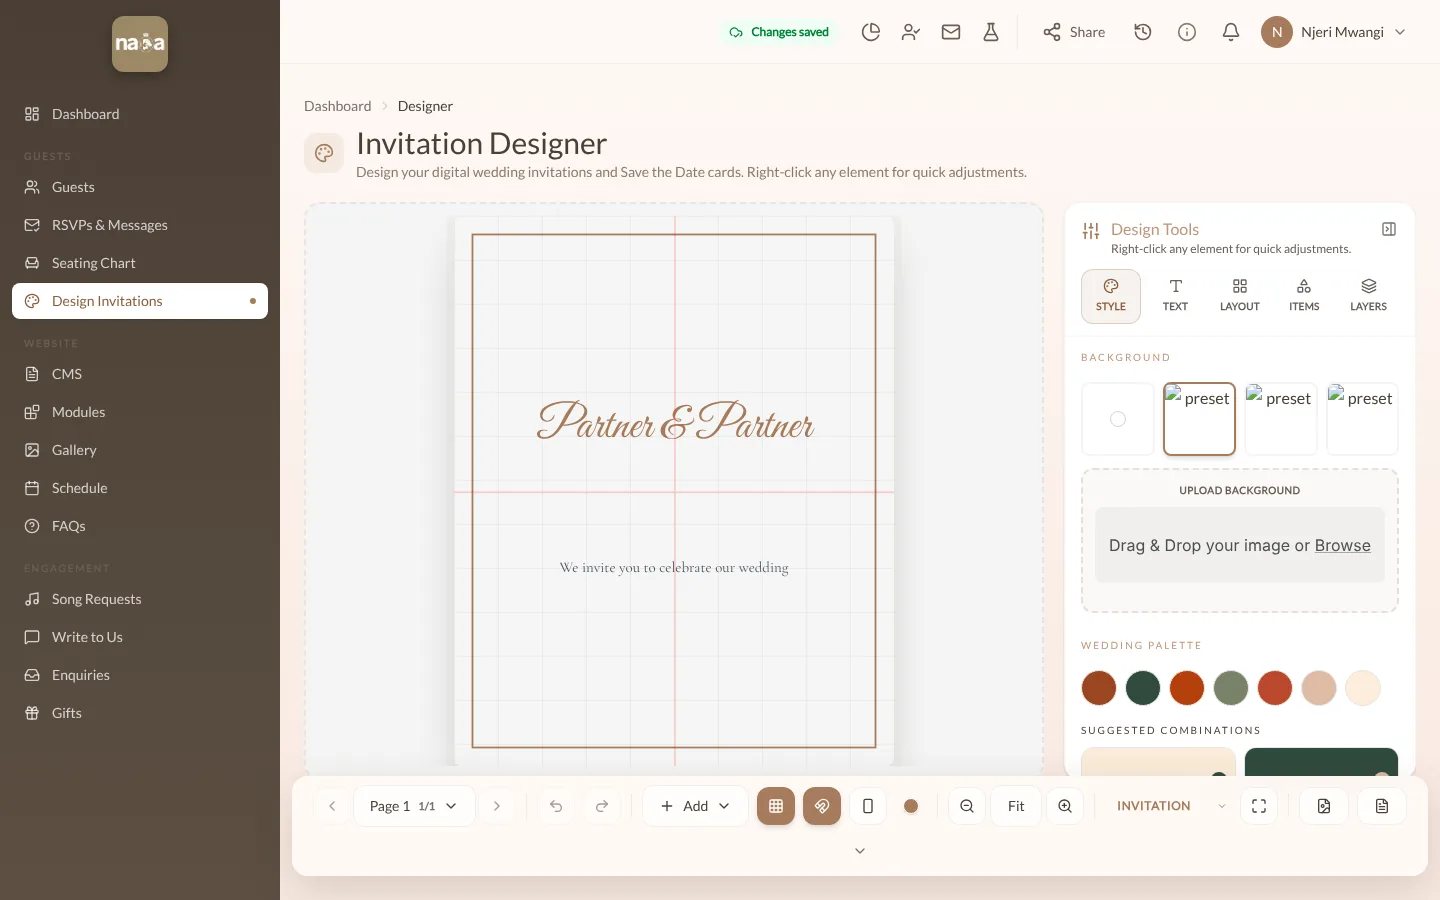 Changes saved
Share
N
Njeri Mwangi
Dashboard
GUESTS
Guests
RSVPs & Messages
Seating Chart
Design Invitations
WEBSITE
CMS
Modules
Gallery
Schedule
FAQs
ENGAGEMENT
Song Requests
Write to Us
Enquiries
Gifts
Dashboard
Designer
Invitation Designer
Design your digital wedding invitations and Save the Date cards. Right-click any element for quick adjustments.
Partner & Partner
We invite you to celebrate our wedding
Design Tools
Right-click any element for quick adjustments.
STYLE
TEXT
LAYOUT
ITEMS
LAYERS
BACKGROUND
preset
preset
preset
UPLOAD BACKGROUND
Drag & Drop your image or Browse
WEDDING PALETTE
SUGGESTED COMBINATIONS
Page 1 1/1
Add
Fit
INVITATION